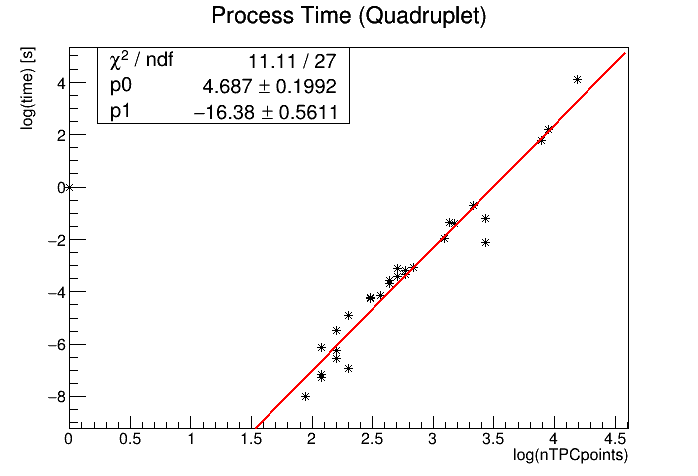 Process Time (Quadruplet)
log(time) [s]
χ² / ndf 11.11 / 27
p0 4.687 ± 0.1992
p1 −16.38 ± 0.5611
4
2
0
−2
−4
−6
−8
0 0.5 1 1.5 2 2.5 3 3.5 4 4.5
log(nTPCpoints)